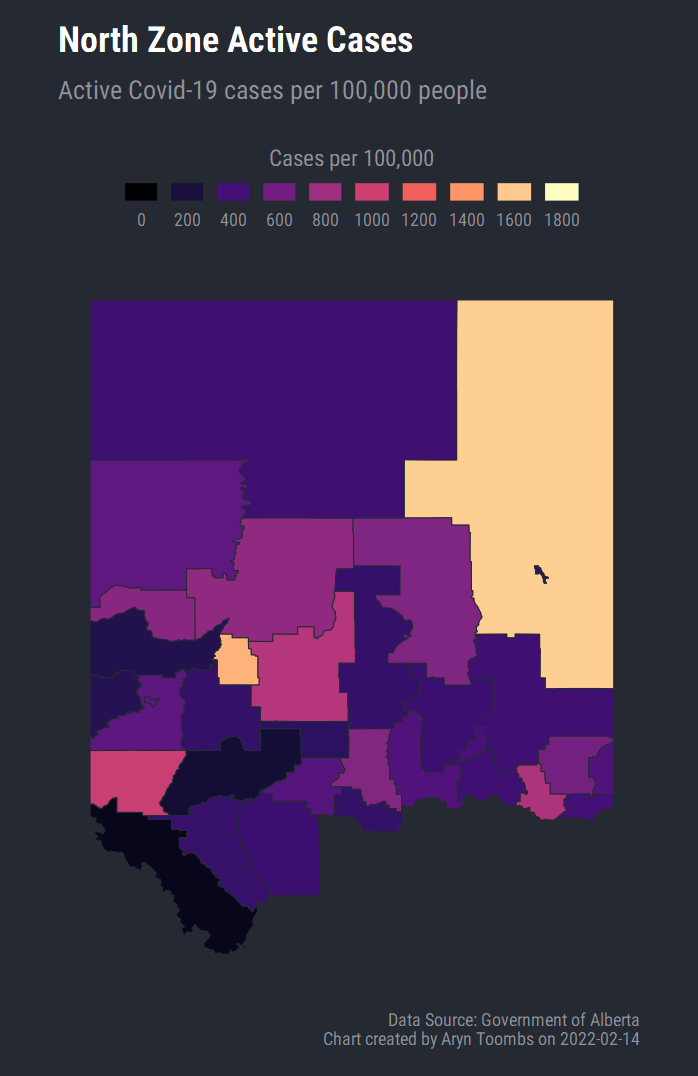 North Zone Active Cases
Active Covid-19 cases per 100,000 people
Cases per 100,000
0 200 400 600 800 1000 1200 1400 1600 1800
Data Source: Government of Alberta
Chart created by Aryn Toombs on 2022-02-14